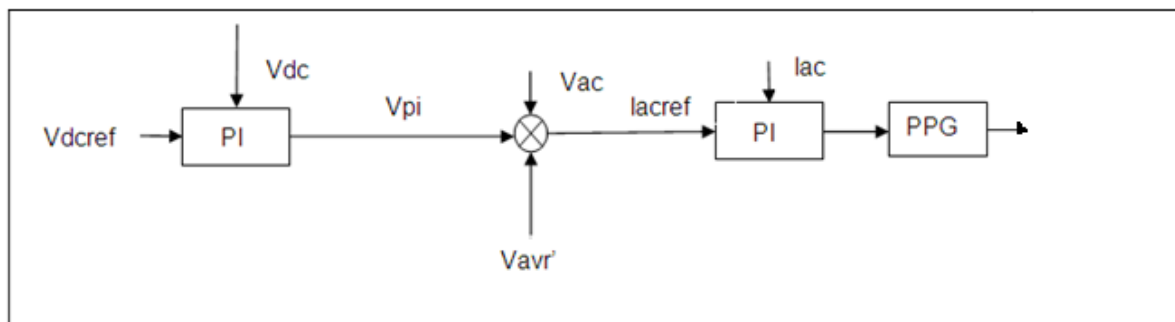 Vdc
Vdcref
PI
Vpi
Vac
Iacref
Iac
PI
PPG
Vavr'